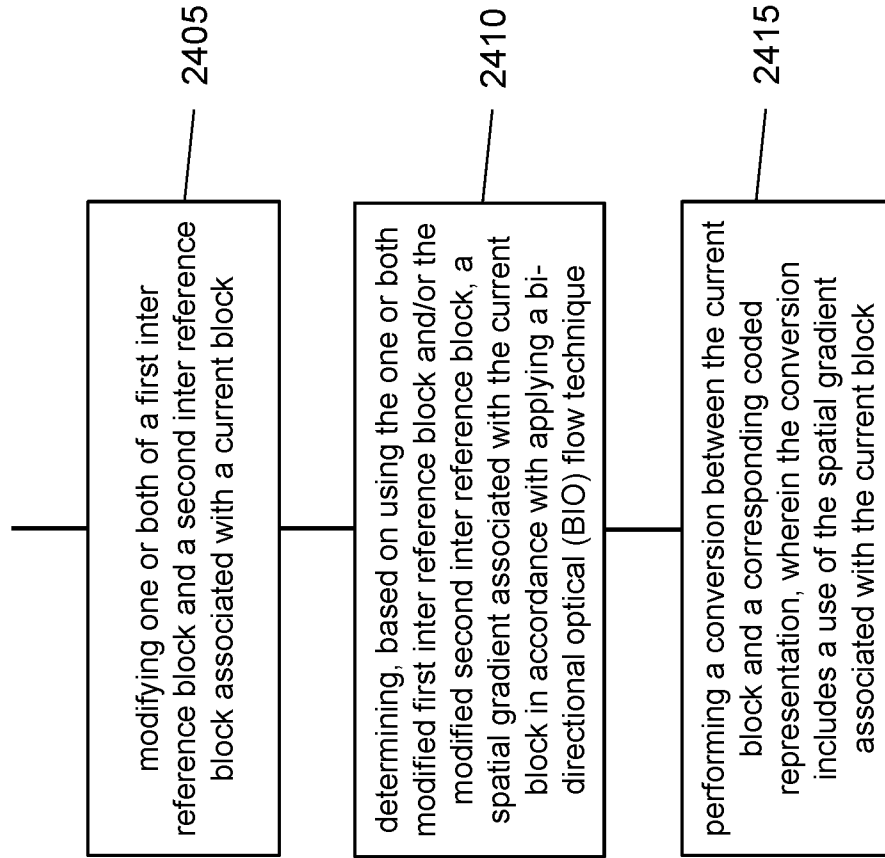 modifying one or both of a first inter
reference block and a second inter reference
block associated with a current block
2405
determining, based on using the one or both
modified first inter reference block and/or the
modified second inter reference block, a
spatial gradient associated with the current
block in accordance with applying a bi-
directional optical (BIO) flow technique
2410
performing a conversion between the current
block and a corresponding coded
representation, wherein the conversion
includes a use of the spatial gradient
associated with the current block
2415